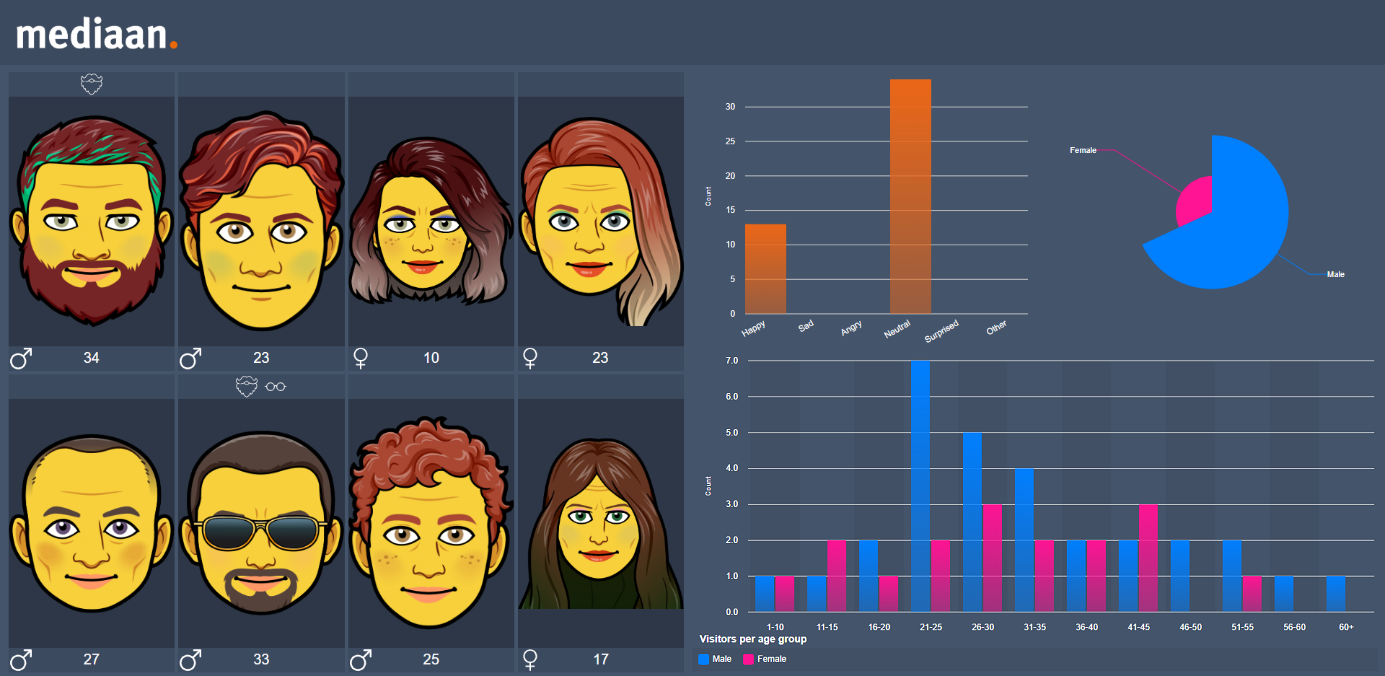 mediaan.
34
23
10
23
27
33
25
17
30
25
20
15
10
5
0
Count
Happy
Sad
Angry
Neutral
Surprised
Other
Female
Male
7.0
6.0
5.0
4.0
3.0
2.0
1.0
0.0
Count
1-10 11-15 16-20 21-25 26-30 31-35 36-40 41-45 46-50 51-55 56-60 60+
Visitors per age group
Male Female